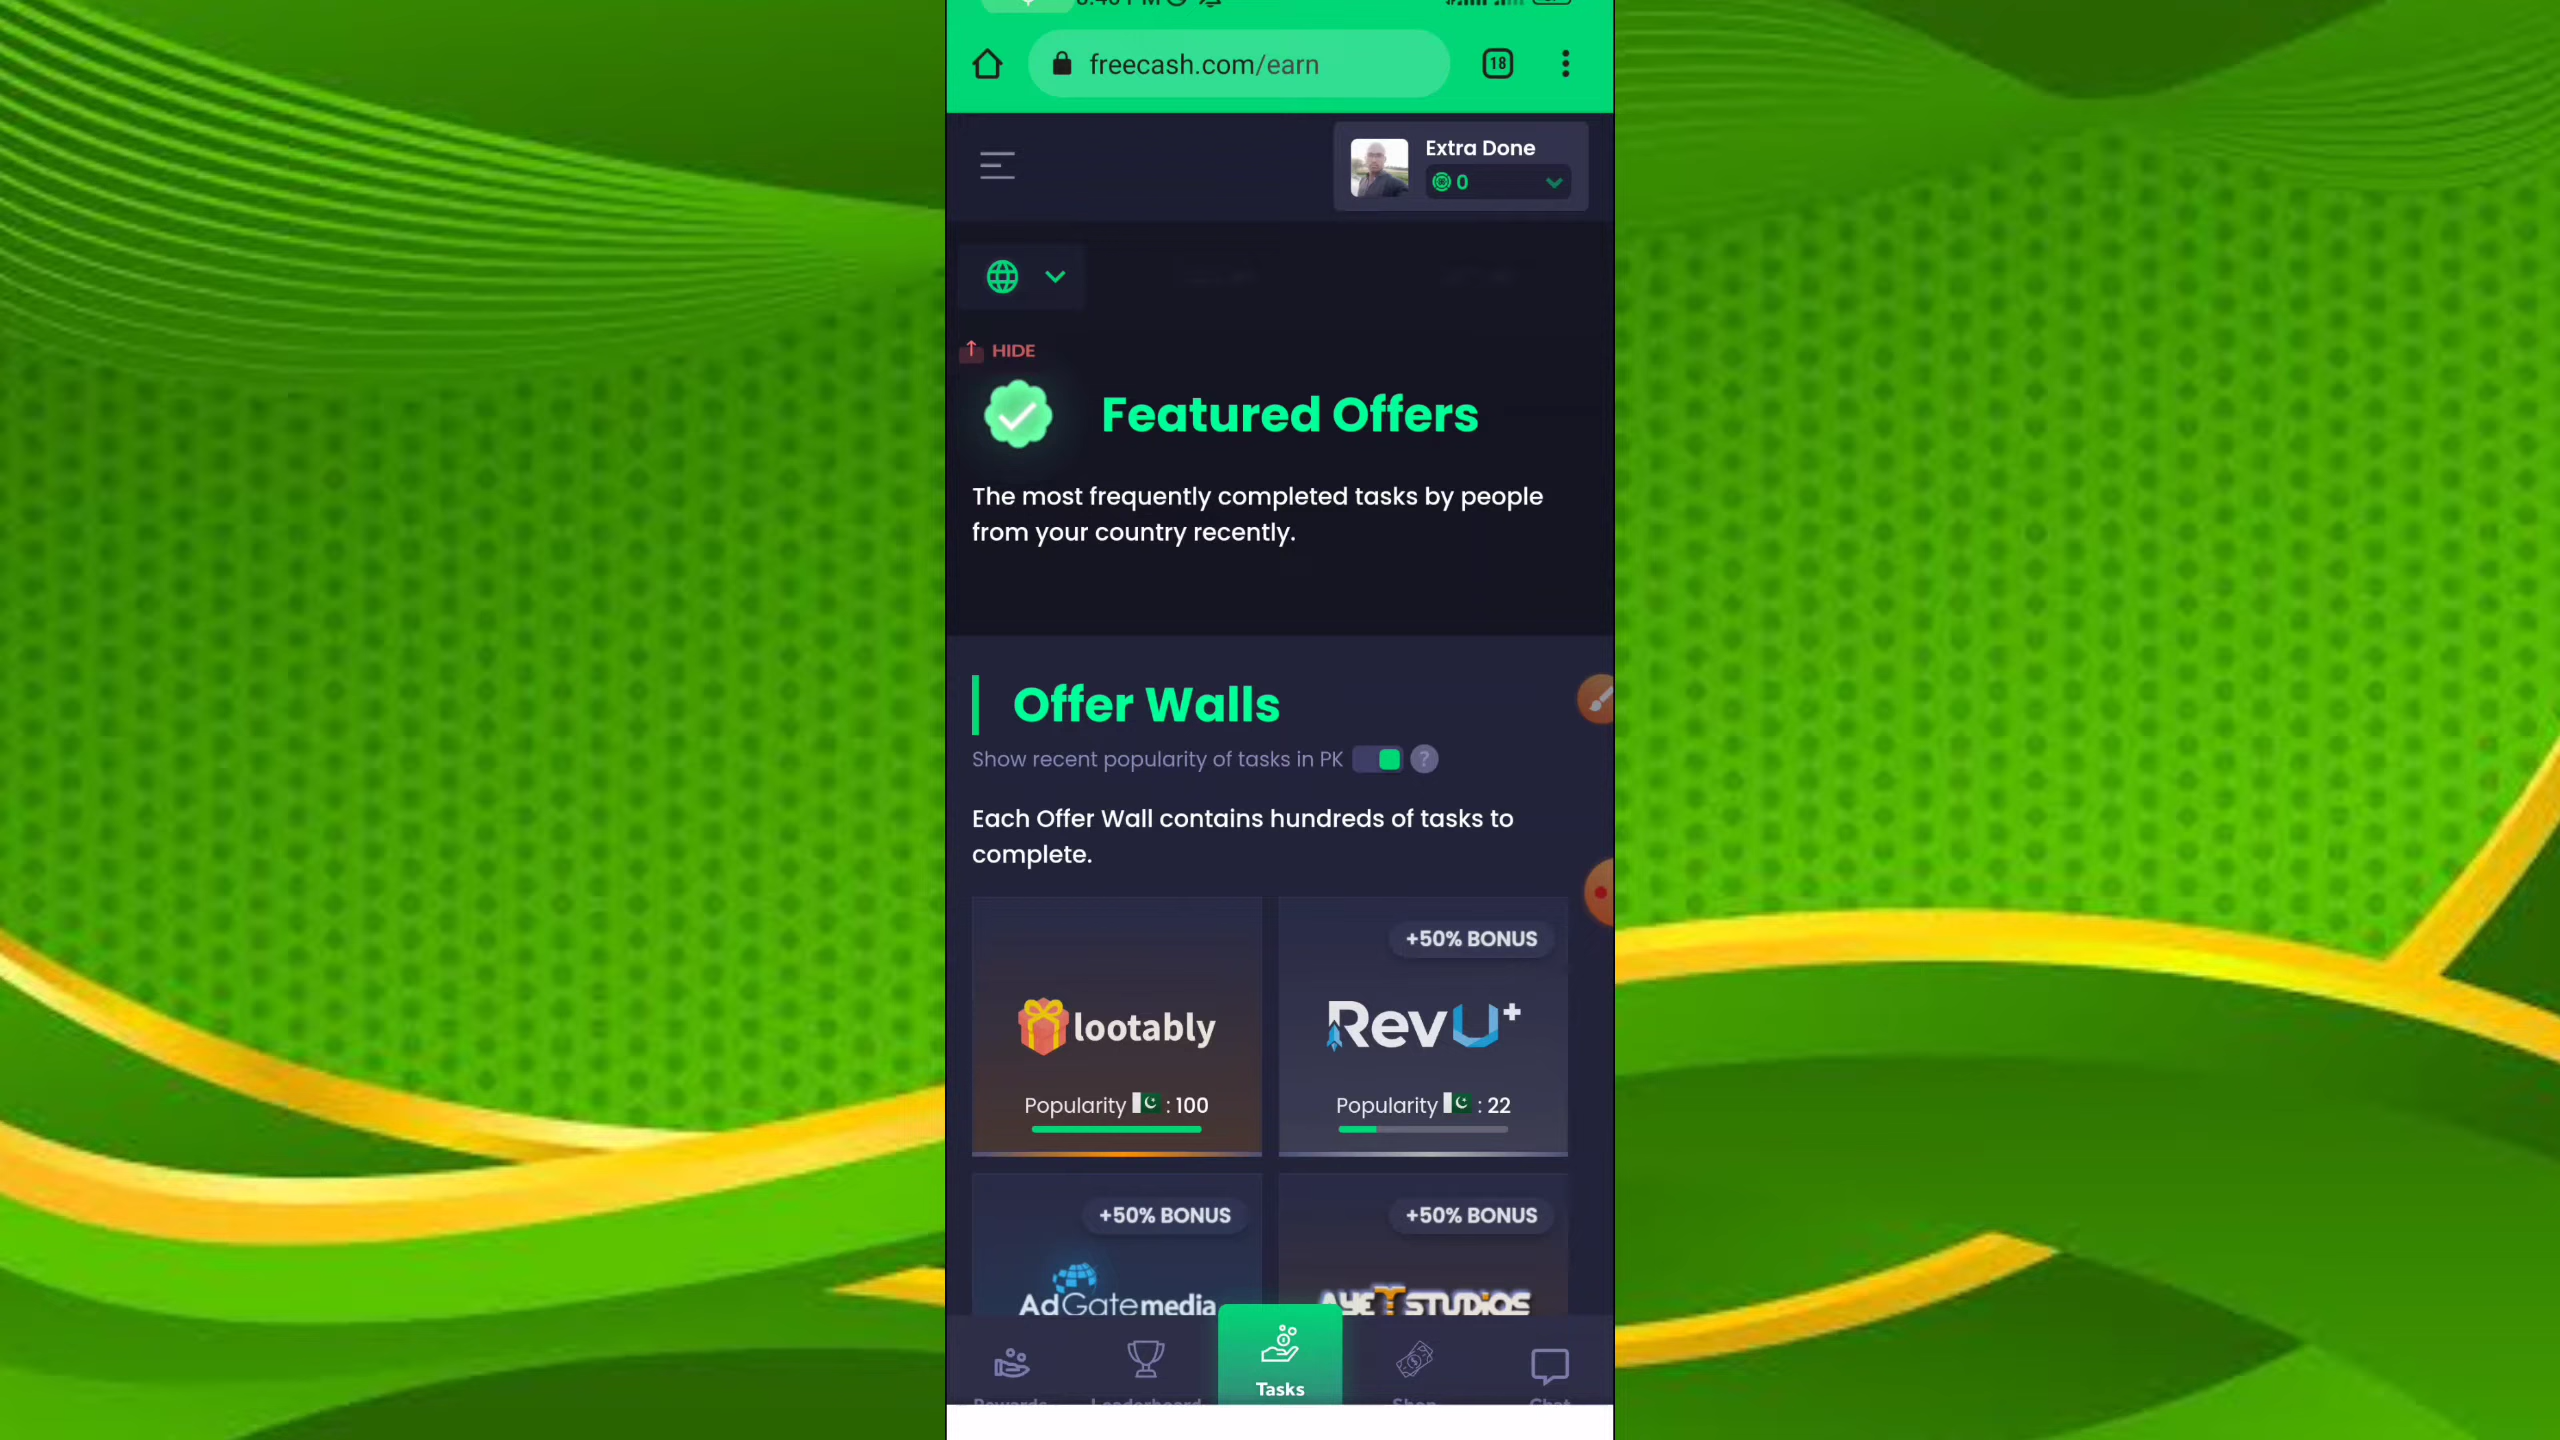 freecash.com/earn
18
Extra Done
0
HIDE
Featured Offers
The most frequently completed tasks by people
from your country recently.
Offer Walls
Show recent popularity of tasks in PK ?
Each Offer Wall contains hundreds of tasks to
complete.
lootably
Popularity : 100
+50% BONUS
RevU+
Popularity : 22
+50% BONUS
AdGatemedia
+50% BONUS
AYET STUDIOS
Tasks